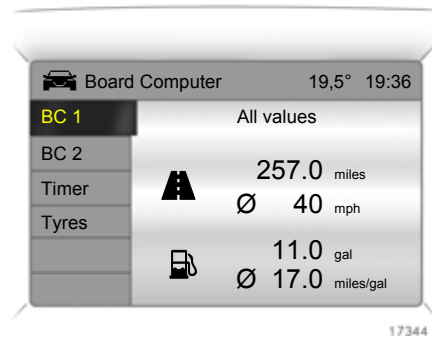 Board Computer 19,5° 19:36
BC 1
All values
BC 2
Timer
Tyres
257.0 miles
Ø 40 mph
11.0 gal
Ø 17.0 miles/gal
17344